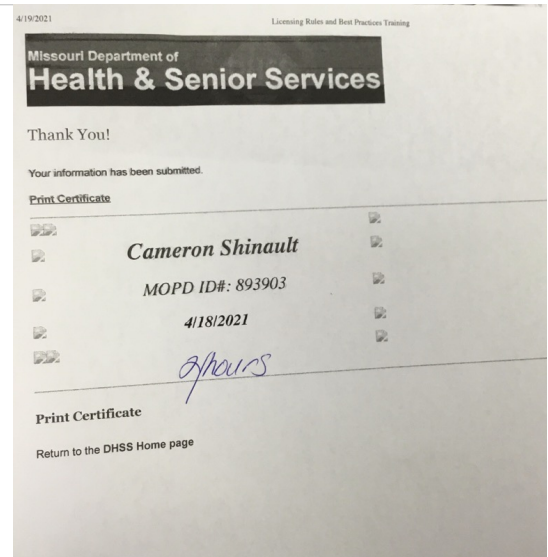 4/19/2021 Licensing Rules and Best Practices Training
Missouri Department of
Health & Senior Services
Thank You!
Your information has been submitted.
Print Certificate
Cameron Shinault
MOPD ID#: 893903
4/18/2021
2 hours
Print Certificate
Return to the DHSS Home page